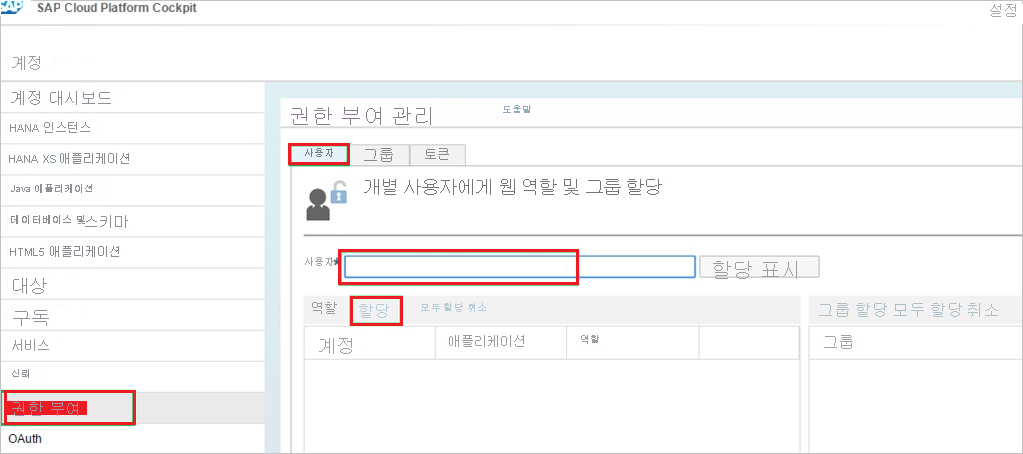 SAP SAP Cloud Platform Cockpit
설정
계정
계정 대시보드
HANA 인스턴스
HANA XS 애플리케이션
Java 애플리케이션
데이터베이스 및스키마
HTML5 애플리케이션
대상
구독
서비스
신뢰
권한 부여
OAuth
권한 부여 관리 도움말
사용자 그룹 토큰
개별 사용자에게 웹 역할 및 그룹 할당
사용자* 할당 표시
역할 할당 모두할당 취소
계정 애플리케이션 역할
그룹 할당 모두 할당 취소
그룹